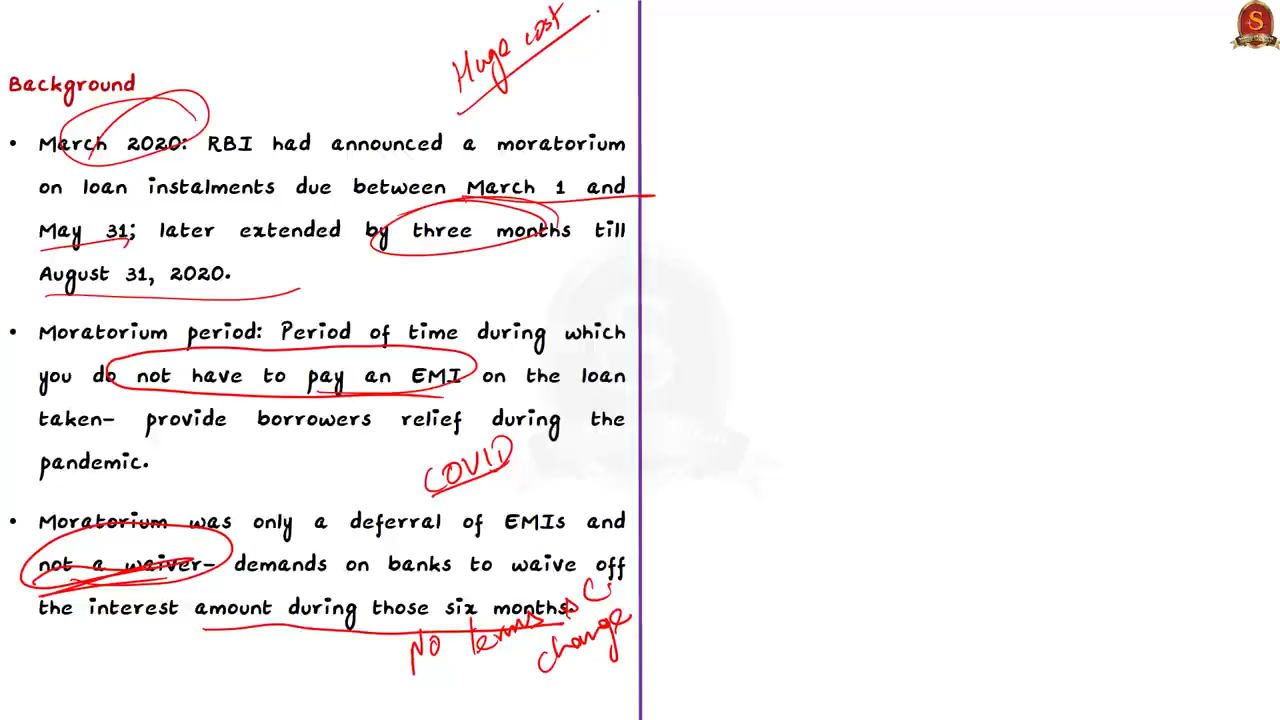 Huge cost
Background
• March 2020: RBI had announced a moratorium
on loan instalments due between March 1 and
May 31; later extended by three months till
August 31, 2020.
• Moratorium period: Period of time during which
you do not have to pay an EMI on the loan
taken- provide borrowers relief during the
pandemic.
COVID
• Moratorium was only a deferral of EMIs and
not a waiver- demands on banks to waive off
the interest amount during those six months.
No terms & C
change
S